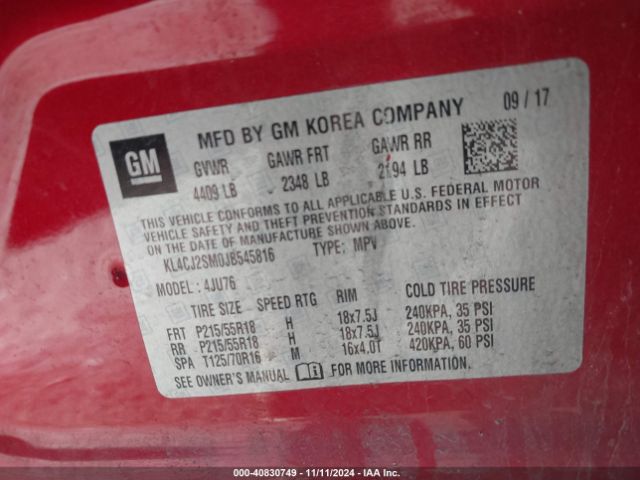 GM
MFD BY GM KOREA COMPANY 09 / 17
GVWR GAWR FRT GAWR RR
4409 LB 2348 LB 2194 LB
THIS VEHICLE CONFORMS TO ALL APPLICABLE U.S. FEDERAL MOTOR
VEHICLE SAFETY AND THEFT PREVENTION STANDARDS IN EFFECT
ON THE DATE OF MANUFACTURE SHOWN ABOVE.
KL4CJ2SM0JB545816 TYPE: MPV
MODEL: 4JU76
TIRE SIZE SPEED RTG RIM COLD TIRE PRESSURE
FRT P215/55R18 H 18x7.5J 240KPA, 35 PSI
RR P215/55R18 H 18x7.5J 240KPA, 35 PSI
SPA T125/70R16 M 16x4.0T 420KPA, 60 PSI
SEE OWNER'S MANUAL FOR MORE INFORMATION.
000-40830749 - 11/11/2024 - IAA Inc.